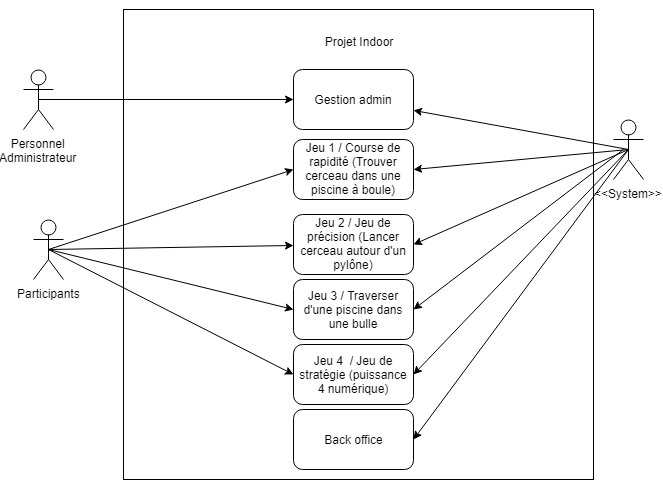 Projet Indoor
Gestion admin
Personnel
Administrateur
Jeu 1 / Course de
rapidité (Trouver
cerceau dans une
piscine à boule)
<<System>>
Jeu 2 / Jeu de
précision (Lancer
cerceau autour d'un
pylône)
Participants
Jeu 3 / Traverser
d'une piscine dans
une bulle
Jeu 4  / Jeu de
stratégie (puissance
4 numérique)
Back office